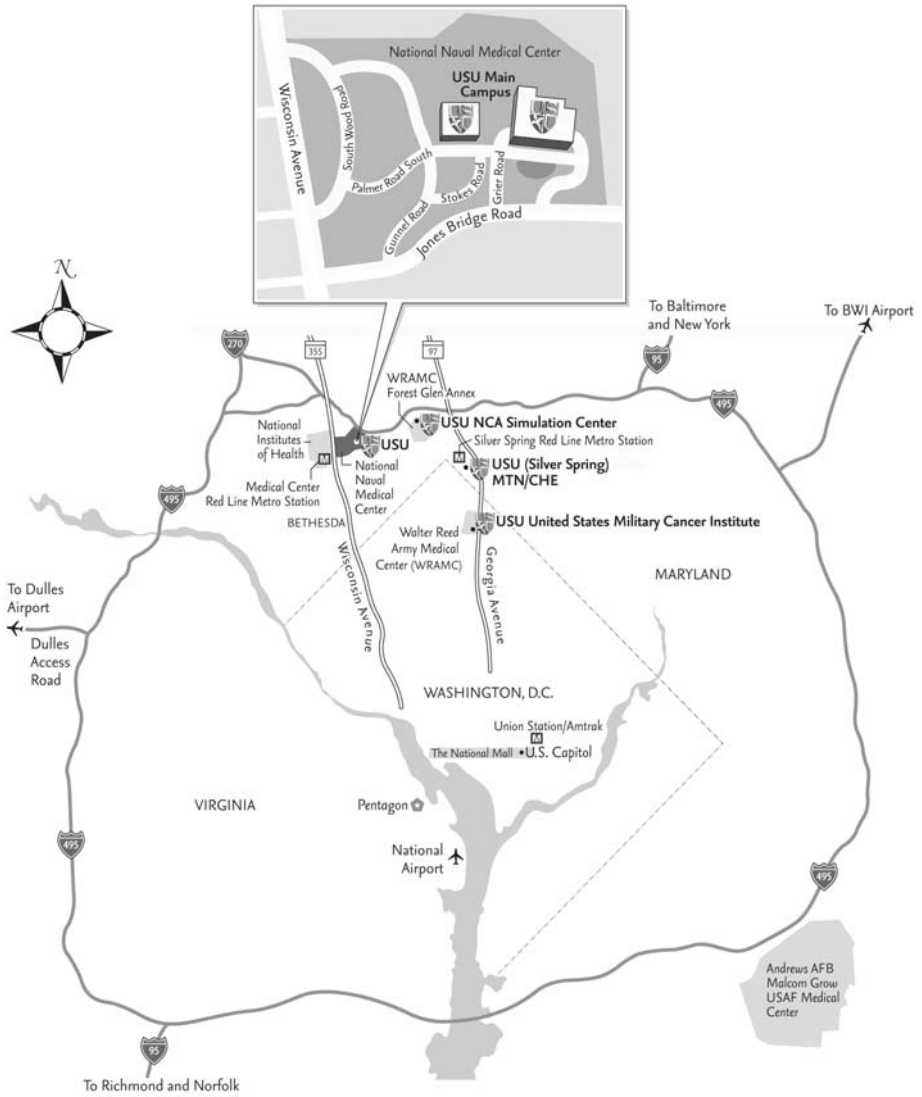 National Naval Medical Center
USU Main
Campus
Wisconsin Avenue
South Wood Road
Palmer Road South
Stokes Road
Grier Road
Gunnel Road
Jones Bridge Road
N
To Baltimore
and New York
To BWI Airport
270
355
97
95
495
WRAMC
Forest Glen Annex
USU NCA Simulation Center
National
Institutes
of Health
USU
Silver Spring Red Line Metro Station
M
M
USU (Silver Spring)
MTN/CHE
Medical Center
Red Line Metro Station
National
Naval
Medical
Center
495
BETHESDA
USU United States Military Cancer Institute
Walter Reed
Army Medical
Center (WRAMC)
Wisconsin Avenue
Georgia Avenue
MARYLAND
To Dulles
Airport
Dulles
Access
Road
WASHINGTON, D.C.
Union Station/Amtrak
M
The National Mall
U.S. Capitol
VIRGINIA
Pentagon
495
National
Airport
495
Andrews AFB
Malcom Grow
USAF Medical
Center
95
To Richmond and Norfolk